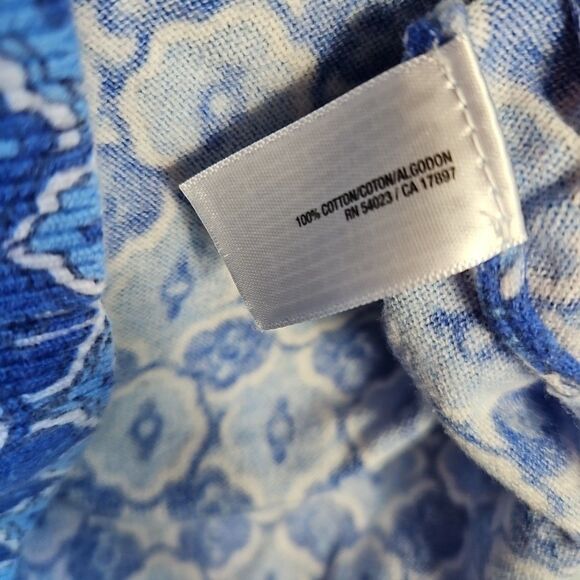 100% COTTON/COTON/ALGODON
RN 54023 / CA 17897